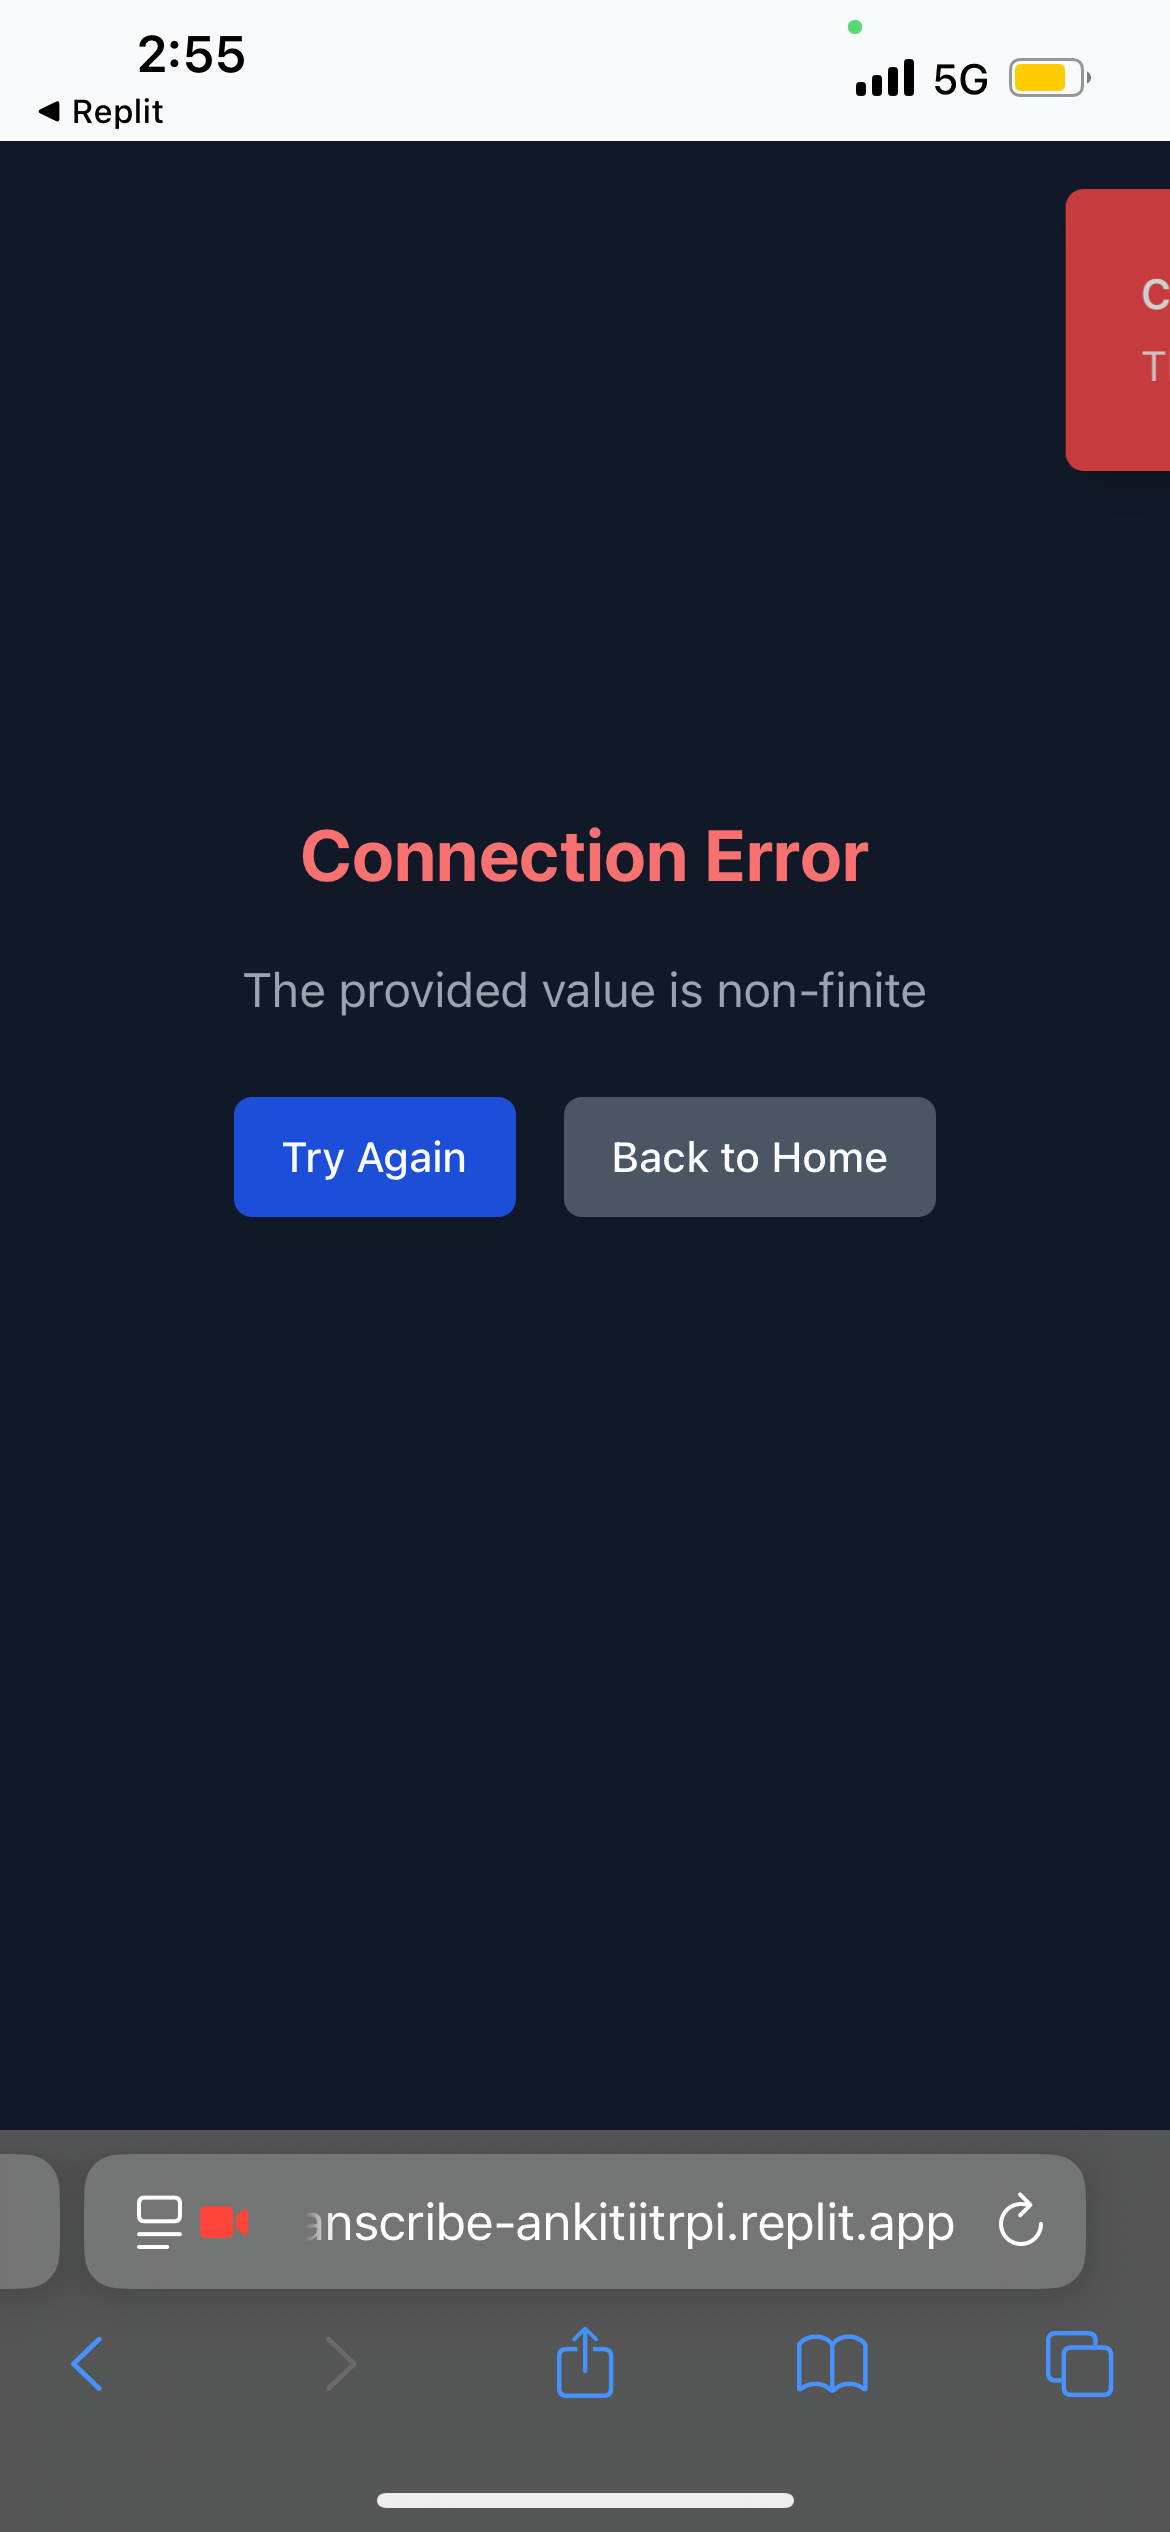 2:55
5G
◀ Replit
Connection Error
The provided value is non-finite
Try Again
Back to Home
anscribe-ankitiitrpi.replit.app